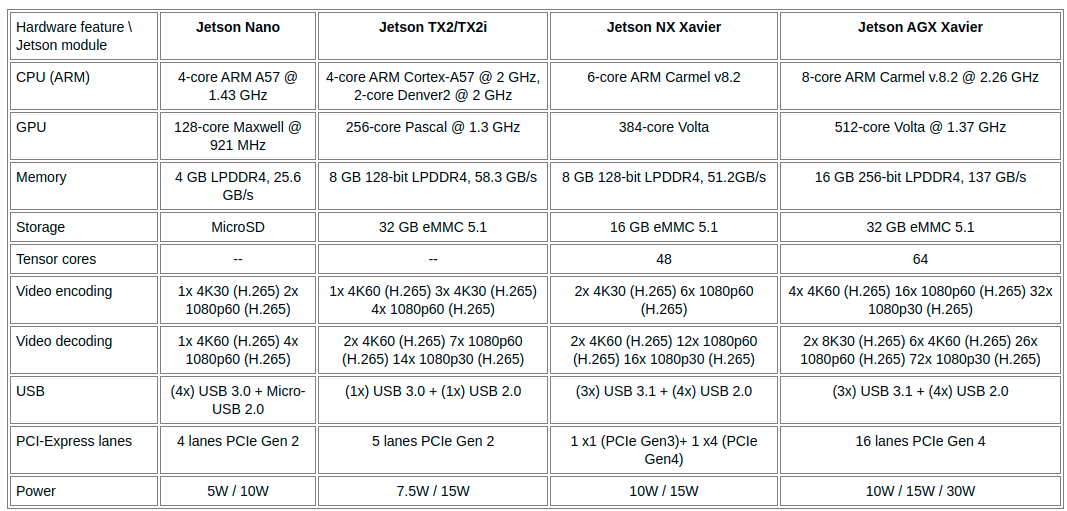 Hardware feature \
Jetson module
Jetson Nano
Jetson TX2/TX2i
Jetson NX Xavier
Jetson AGX Xavier
CPU (ARM)
4-core ARM A57 @
1.43 GHz
4-core ARM Cortex-A57 @ 2 GHz,
2-core Denver2 @ 2 GHz
6-core ARM Carmel v8.2
8-core ARM Carmel v.8.2 @ 2.26 GHz
GPU
128-core Maxwell @
921 MHz
256-core Pascal @ 1.3 GHz
384-core Volta
512-core Volta @ 1.37 GHz
Memory
4 GB LPDDR4, 25.6
GB/s
8 GB 128-bit LPDDR4, 58.3 GB/s
8 GB 128-bit LPDDR4, 51.2GB/s
16 GB 256-bit LPDDR4, 137 GB/s
Storage
MicroSD
32 GB eMMC 5.1
16 GB eMMC 5.1
32 GB eMMC 5.1
Tensor cores
--
--
48
64
Video encoding
1x 4K30 (H.265) 2x
1080p60 (H.265)
1x 4K60 (H.265) 3x 4K30 (H.265)
4x 1080p60 (H.265)
2x 4K30 (H.265) 6x 1080p60
(H.265)
4x 4K60 (H.265) 16x 1080p60 (H.265) 32x
1080p30 (H.265)
Video decoding
1x 4K60 (H.265) 4x
1080p60 (H.265)
2x 4K60 (H.265) 7x 1080p60
(H.265) 14x 1080p30 (H.265)
2x 4K60 (H.265) 12x 1080p60
(H.265) 16x 1080p30 (H.265)
2x 8K30 (H.265) 6x 4K60 (H.265) 26x
1080p60 (H.265) 72x 1080p30 (H.265)
USB
(4x) USB 3.0 + Micro-
USB 2.0
(1x) USB 3.0 + (1x) USB 2.0
(3x) USB 3.1 + (4x) USB 2.0
(3x) USB 3.1 + (4x) USB 2.0
PCI-Express lanes
4 lanes PCIe Gen 2
5 lanes PCIe Gen 2
1 x1 (PCIe Gen3)+ 1 x4 (PCIe
Gen4)
16 lanes PCIe Gen 4
Power
5W / 10W
7.5W / 15W
10W / 15W
10W / 15W / 30W